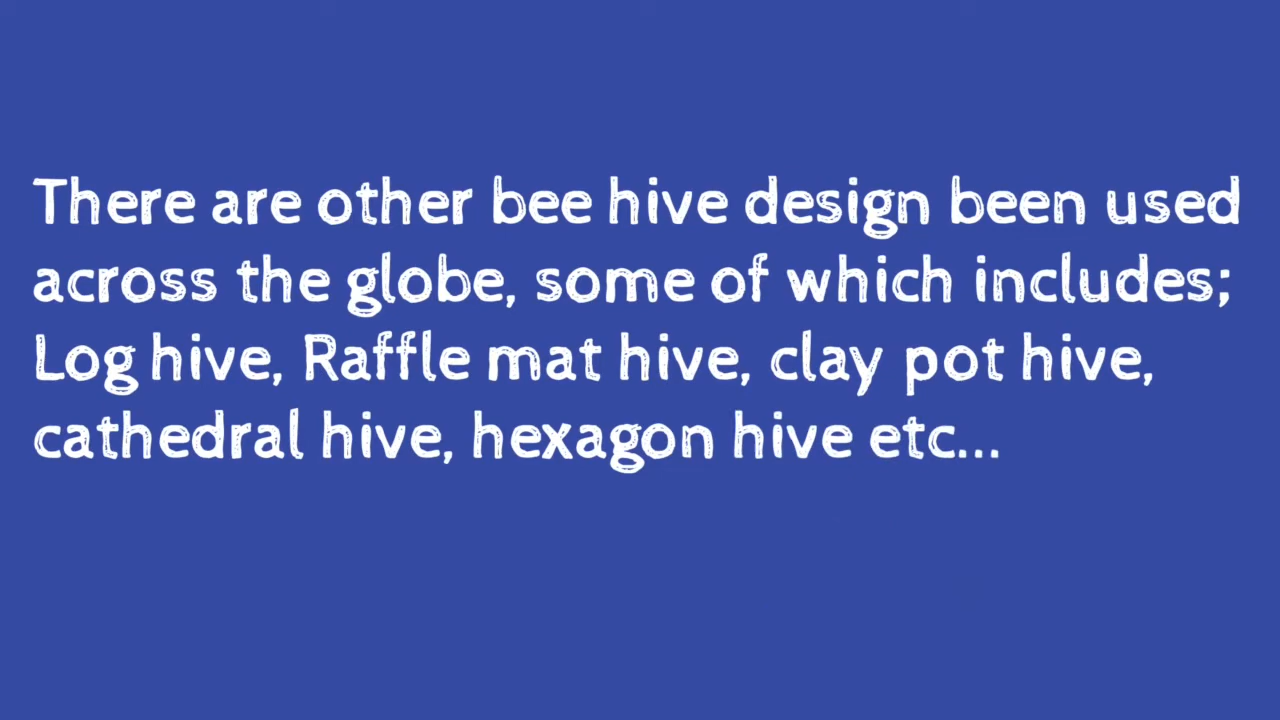 There are other bee hive design been used
across the globe, some of which includes;
Log hive, Raffle mat hive, clay pot hive,
cathedral hive, hexagon hive etc...